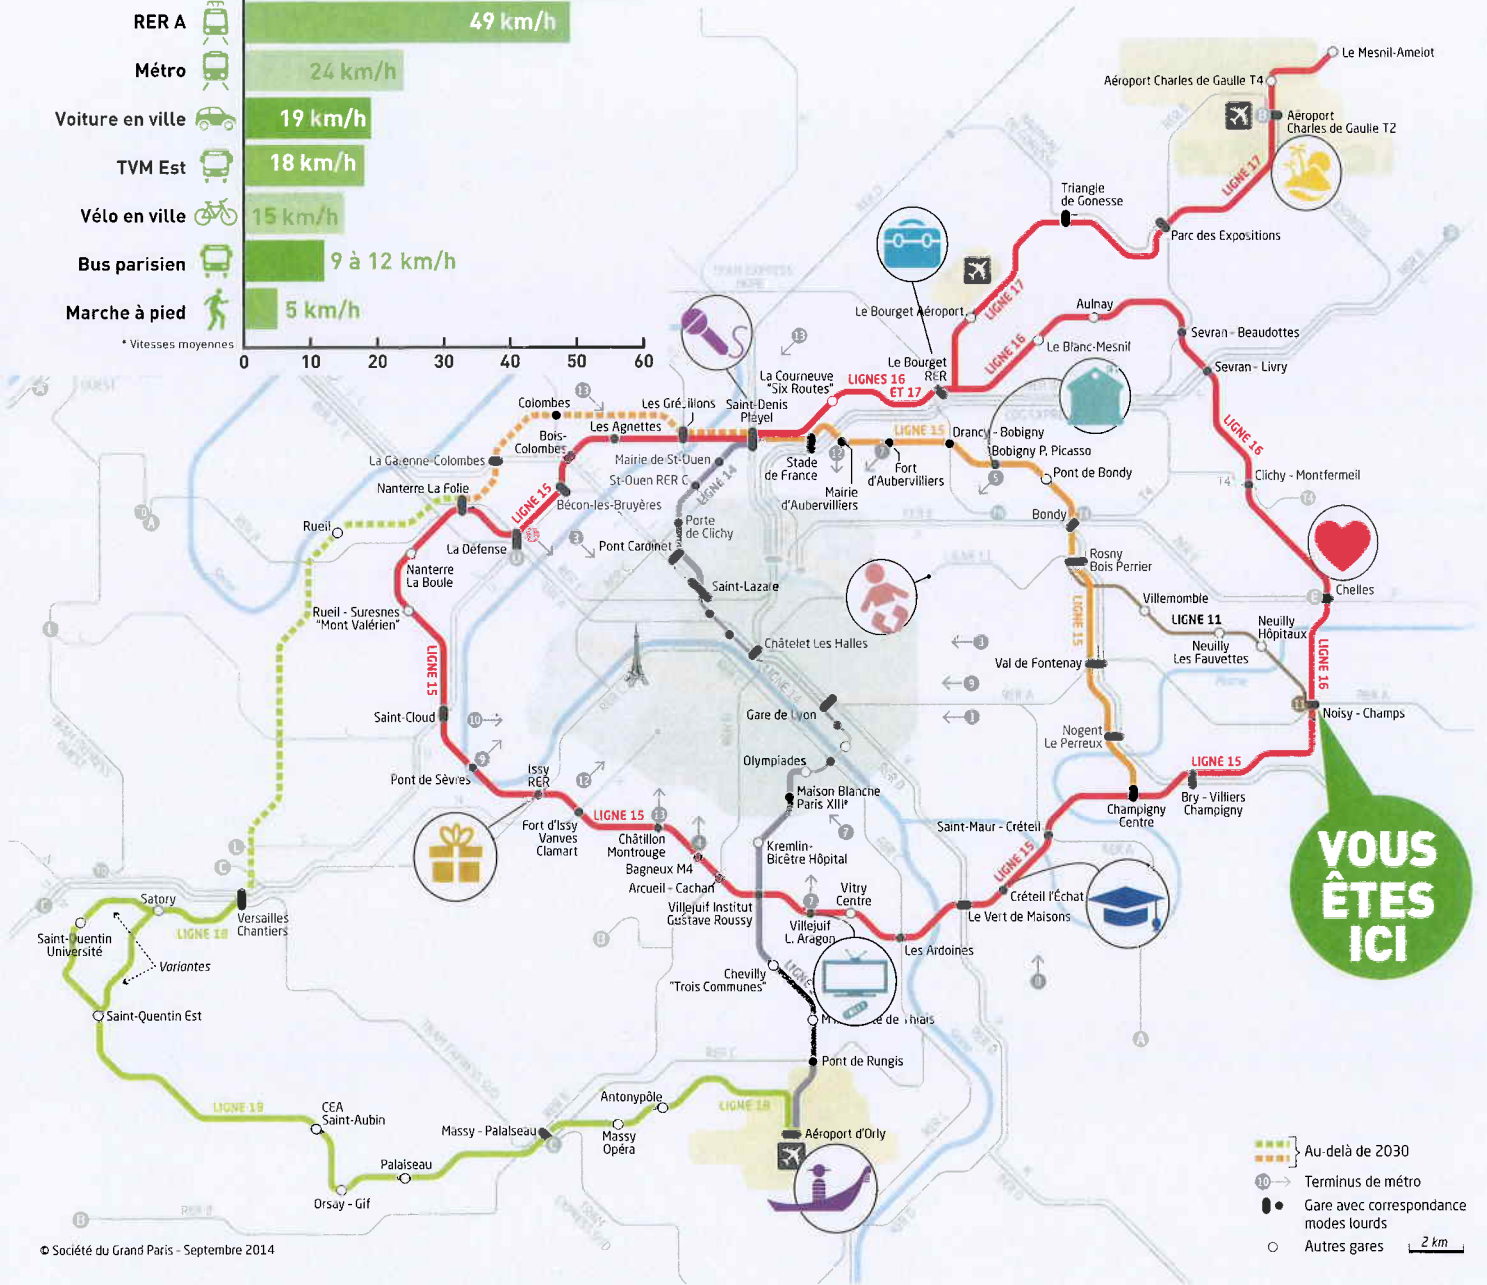 RER A
49 km/h
Métro
24 km/h
Voiture en ville
19 km/h
TVM Est
18 km/h
Vélo en ville
15 km/h
Bus parisien
9 à 12 km/h
Marche à pied
5 km/h
* Vitesses moyennes
0 10 20 30 40 50 60
Le Mesnil-Amelot
Aéroport Charles de Gaulle T4
Aéroport
Charles de Gaulle T2
LIGNE 17
Triangle
de Gonesse
Parc des Expositions
LIGNE 17
Le Bourget Aéroport
Aulnay
Le Blanc-Mesnil
LIGNE 16
Sevran - Beaudottes
Sevran - Livry
Le Bourget
RER
La Courneuve
"Six Routes"
LIGNES 16
ET 17
LIGNE 16
Colombes
Les Grésillons
Saint-Denis
Pleyel
Les Agnettes
Bois-
Colombes
La Garenne-Colombes
Nanterre La Folie
Bécon-les-Bruyères
LIGNE 15
La Défense
Rueil
Mairie de St-Ouen
St-Ouen RER C
LIGNE 14
Porte
de Clichy
Pont Cardinet
Saint-Lazare
Stade
de France
Mairie
d'Aubervilliers
Fort
d'Aubervilliers
LIGNE 15
Drancy - Bobigny
Bobigny P. Picasso
Pont de Bondy
Bondy
Clichy - Montfermeil
T4
Rosny
Bois Perrier
Villemomble
LIGNE 11
Neuilly
Les Fauvettes
Neuilly
Hôpitaux
Chelles
LIGNE 16
LIGNE 15
Val de Fontenay
Nogent
Le Perreux
Noisy - Champs
Nanterre
La Boule
Rueil - Suresnes
"Mont Valérien"
LIGNE 15
Saint-Cloud
Pont de Sèvres
Châtelet Les Halles
LIGNE 14
Gare de Lyon
Olympiades
Maison Blanche
Paris XIIIe
Kremlin-
Bicêtre Hôpital
Issy
RER
Fort d'Issy
Vanves
Clamart
LIGNE 15
Châtillon
Montrouge
Bagneux M4
Arcueil - Cachan
Villejuif Institut
Gustave Roussy
Villejuif
L. Aragon
Vitry
Centre
Les Ardoines
Le Vert de Maisons
Créteil l'Échat
LIGNE 15
Saint-Maur - Créteil
Champigny
Centre
Bry - Villiers
Champigny
LIGNE 15
VOUS
ÊTES
ICI
Chevilly
"Trois Communes"
Pont de Rungis
Aéroport d'Orly
LIGNE 18
Antonypôle
Massy
Opéra
Massy - Palaiseau
Palaiseau
Orsay - Gif
CEA
Saint-Aubin
LIGNE 18
Saint-Quentin Est
Variantes
Saint-Quentin
Université
Satory
LIGNE 18
Versailles
Chantiers
Au-delà de 2030
10 Terminus de métro
Gare avec correspondance
modes lourds
Autres gares
2 km
© Société du Grand Paris - Septembre 2014